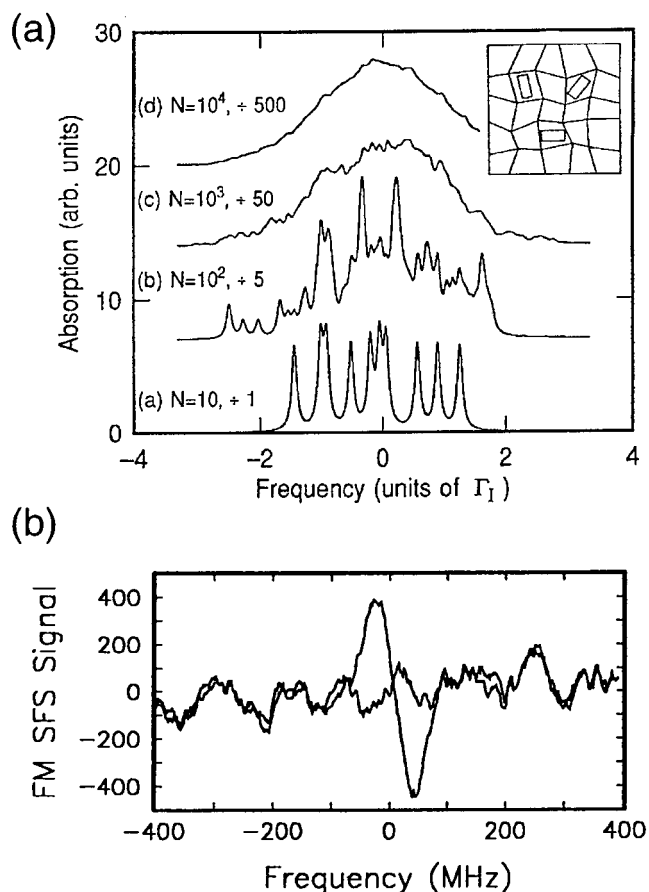 (a)
30
20
10
0
Absorption (arb. units)
(d) N=10⁴, ÷ 500
(c) N=10³, ÷ 50
(b) N=10², ÷ 5
(a) N=10, ÷ 1
−4
−2
0
2
4
Frequency (units of Γ_I)
(b)
400
200
0
−200
−400
FM SFS Signal
−400
−200
0
200
400
Frequency (MHz)